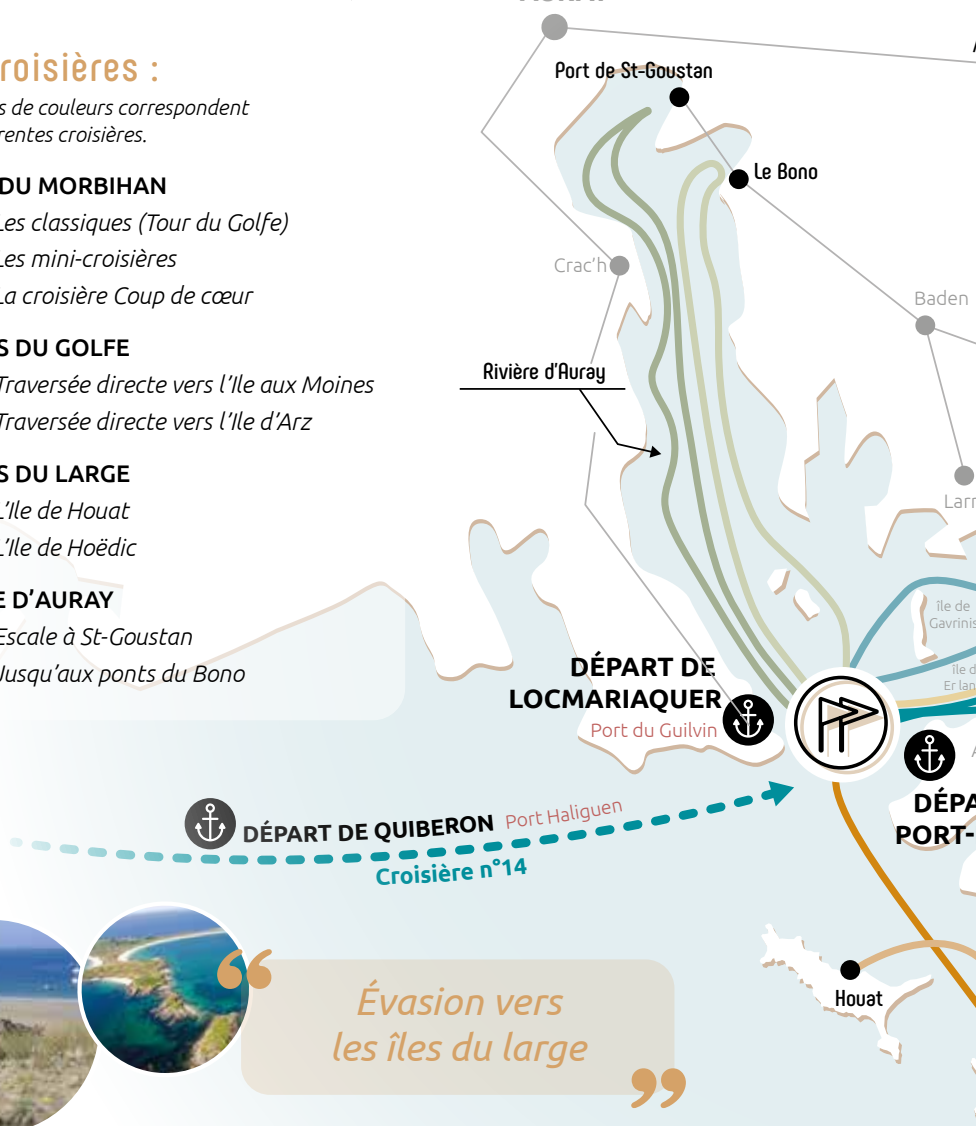 roisières :
s de couleurs correspondent
rentes croisières.
DU MORBIHAN
Les classiques (Tour du Golfe)
Les mini-croisières
La croisière Coup de cœur
S DU GOLFE
Traversée directe vers l'Ile aux Moines
Traversée directe vers l'Ile d'Arz
S DU LARGE
L'Ile de Houat
L'Ile de Hoëdic
E D'AURAY
Escale à St-Goustan
Jusqu'aux ponts du Bono
Port de St-Goustan
Le Bono
Crac'h
Baden
Rivière d'Auray
Larr
île de
Gavrinis
île d
Er lan
DÉPART DE
LOCMARIAQUER
Port du Guilvin
DÉPA
PORT-
DÉPART DE QUIBERON Port Haliguen
Croisière n°14
Houat
“ Évasion vers
les îles du large ”